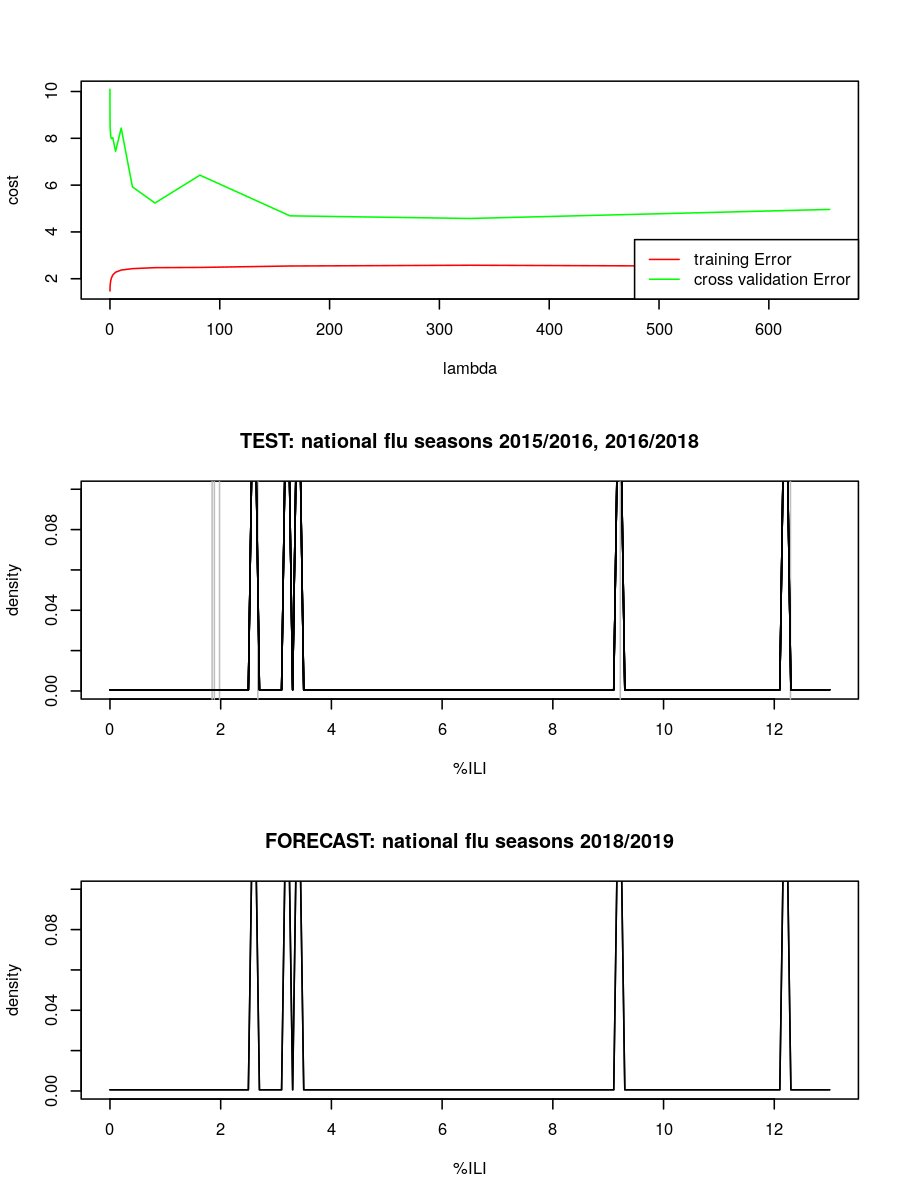 10
8
6
4
2
cost
training Error
cross validation Error
0 100 200 300 400 500 600
lambda
TEST: national flu seasons 2015/2016, 2016/2018
0.08
0.04
0.00
density
0 2 4 6 8 10 12
%ILI
FORECAST: national flu seasons 2018/2019
0.08
0.04
0.00
density
0 2 4 6 8 10 12
%ILI